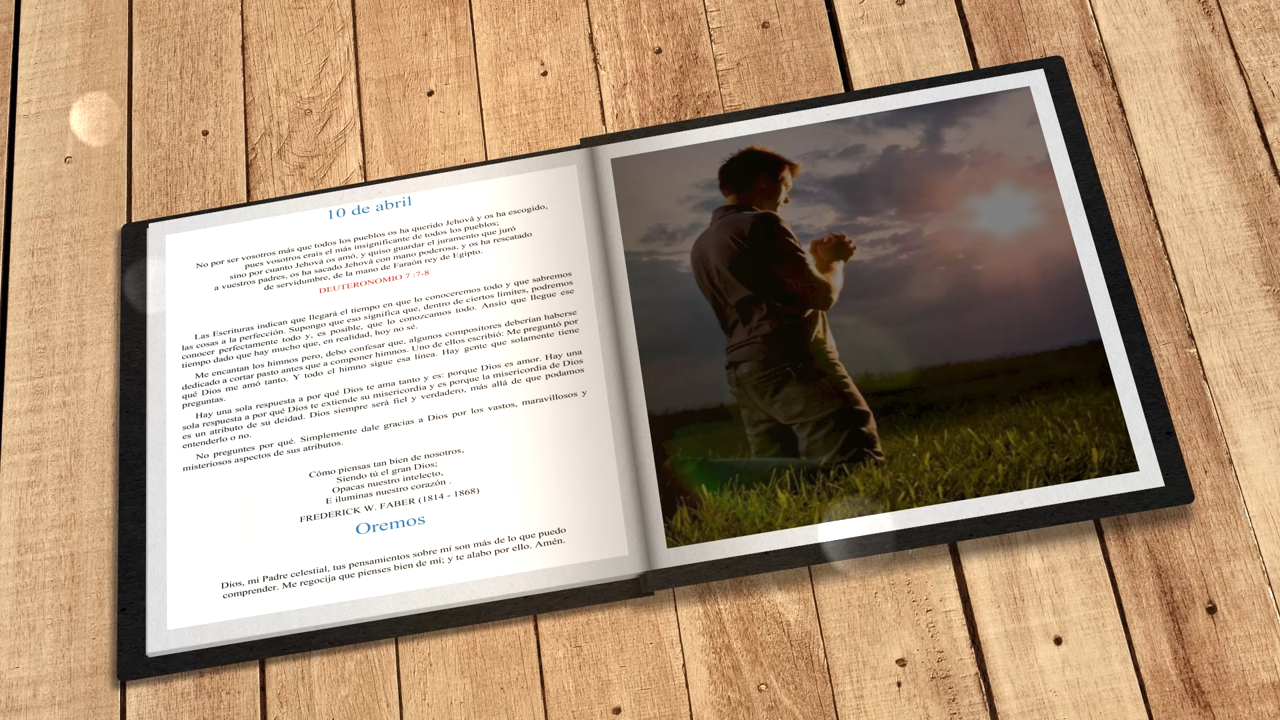 10 de abril
No por ser vosotros más que todos los pueblos os ha querido Jehová y os ha escogido,
pues vosotros erais el más insignificante de todos los pueblos;
sino por cuanto Jehová os amó, y quiso guardar el juramento que juró
a vuestros padres, os ha sacado Jehová con mano poderosa, y os ha rescatado
de servidumbre, de la mano de Faraón rey de Egipto.
DEUTERONOMIO 7 :7-8
Las Escrituras indican que llegará el tiempo en que lo conoceremos todo y que sabremos
las cosas a la perfección. Supongo que eso significa que, dentro de ciertos límites, podremos
conocer perfectamente todo y, es posible, que lo conozcamos todo. Ansío que llegue ese
tiempo dado que hay mucho que, en realidad, hoy no sé.
Me encantan los himnos pero, debo confesar que, algunos compositores deberían haberse
dedicado a cortar pasto antes que a componer himnos. Uno de ellos escribió: Me preguntó por
qué Dios me amó tanto. Y todo el himno sigue esa línea. Hay gente que solamente tiene
preguntas.
Hay una sola respuesta a por qué Dios te ama tanto y es: porque Dios es amor. Hay una
sola respuesta a por qué Dios te extiende su misericordia y es porque la misericordia de Dios
es un atributo de su deidad. Dios siempre será fiel y verdadero, más allá de que podamos
entenderlo o no.
No preguntes por qué. Simplemente dale gracias a Dios por los vastos, maravillosos y
misteriosos aspectos de sus atributos.
Cómo piensas tan bien de nosotros,
Siendo tú el gran Dios;
Opacas nuestro intelecto,
E iluminas nuestro corazón .
FREDERICK W. FABER (1814 - 1868)
Oremos
Dios, mi Padre celestial, tus pensamientos sobre mí son más de lo que puedo
comprender. Me regocija que pienses bien de mí; y te alabo por ello. Amén.